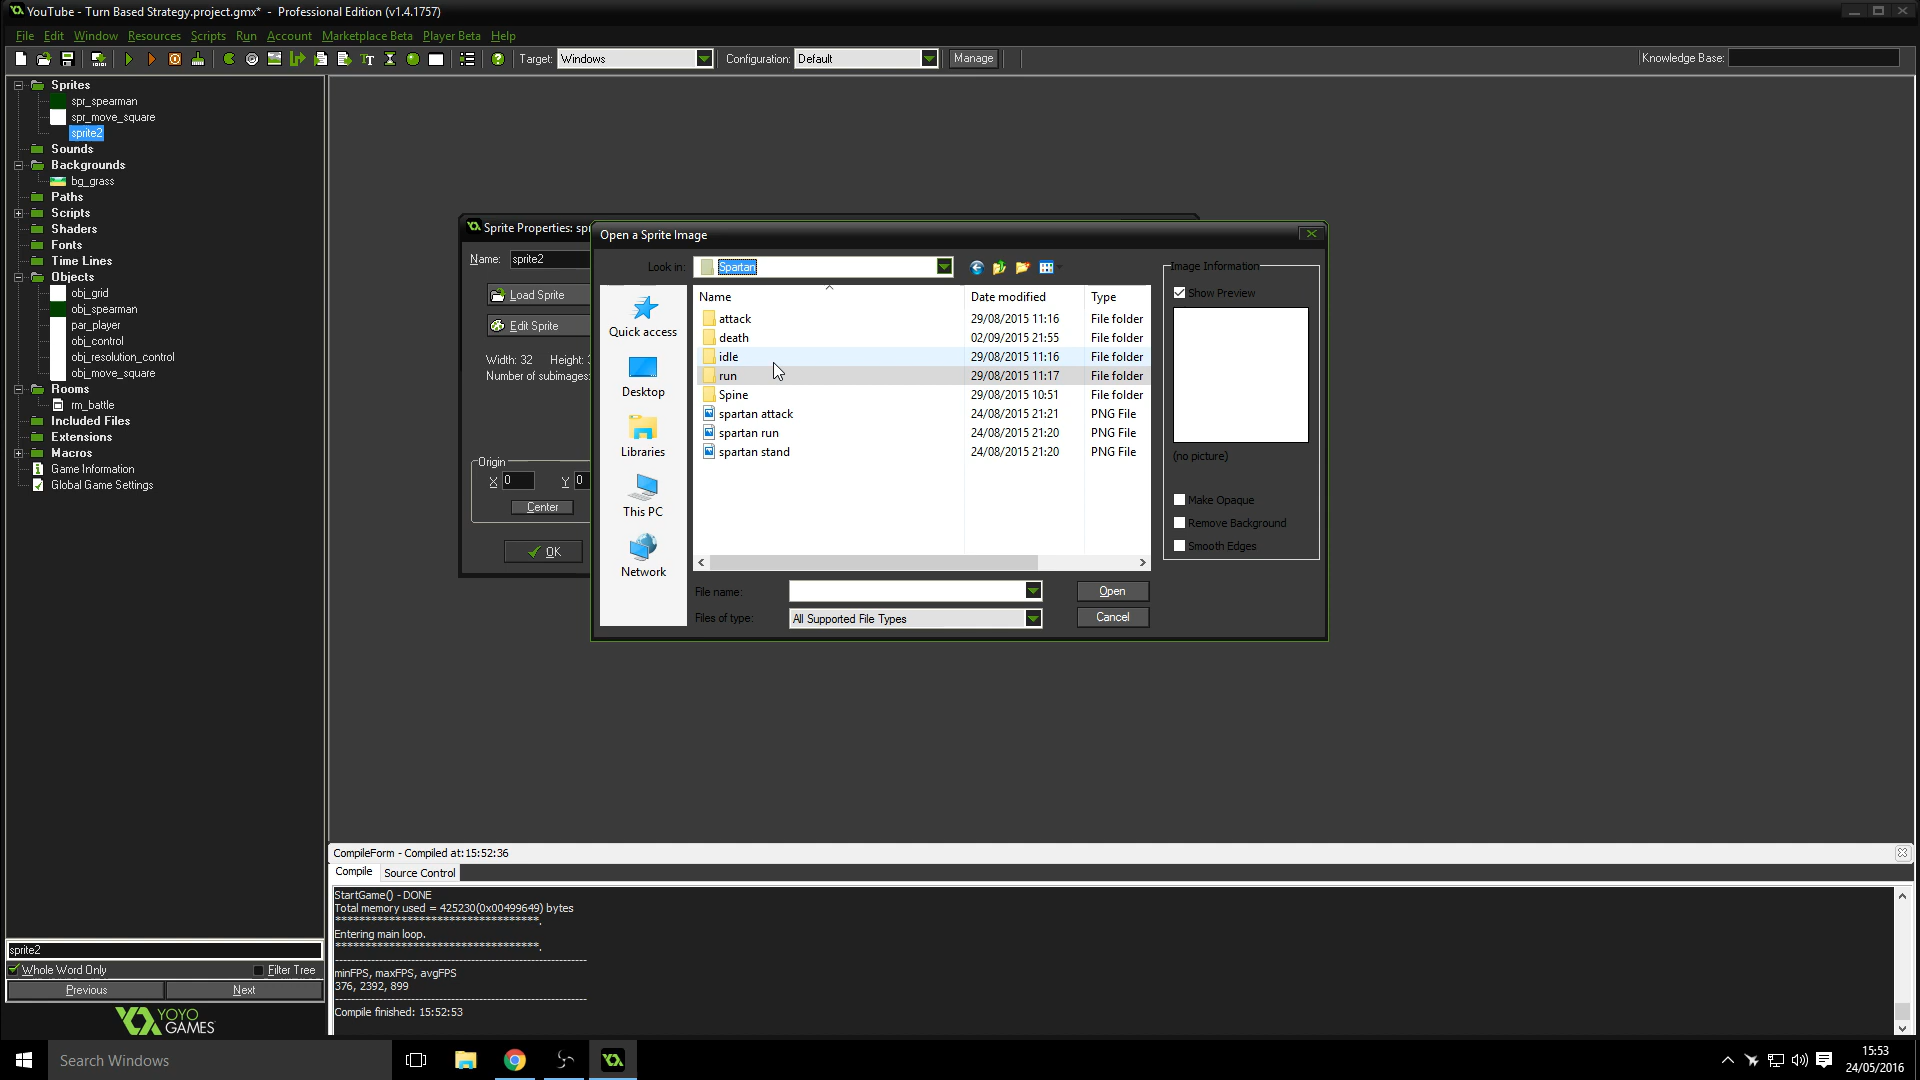 YouTube - Turn Based Strategy.project.gmx* - Professional Edition (v1.4.1757)
File Edit Window Resources Scripts Run Account Marketplace Beta Player Beta Help
Target: Windows Configuration: Default Manage Knowledge Base:
Sprites
spr_spearman
spr_move_square
sprite2
Sounds
Backgrounds
bg_grass
Paths
Scripts
Shaders
Fonts
Time Lines
Objects
obj_grid
obj_spearman
par_player
obj_control
obj_resolution_control
obj_move_square
Rooms
rm_battle
Included Files
Extensions
Macros
Game Information
Global Game Settings
sprite2
Whole Word Only Filter Tree
Previous Next
YOYO
GAMES
Sprite Properties: spr
Name: sprite2
Load Sprite
Edit Sprite
Width: 32 Height: 3
Number of subimages:
Origin
X 0 Y 0
Center
OK
Open a Sprite Image
Look in: Spartan
Quick access
Desktop
Libraries
This PC
Network
Name Date modified Type
attack 29/08/2015 11:16 File folder
death 02/09/2015 21:55 File folder
idle 29/08/2015 11:16 File folder
run 29/08/2015 11:17 File folder
Spine 29/08/2015 10:51 File folder
spartan attack 24/08/2015 21:21 PNG File
spartan run 24/08/2015 21:20 PNG File
spartan stand 24/08/2015 21:20 PNG File
File name: Open
Files of type: All Supported File Types Cancel
Image Information
Show Preview
(no picture)
Make Opaque
Remove Background
Smooth Edges
CompileForm - Compiled at: 15:52:36
Compile Source Control
StartGame() - DONE
Total memory used = 425230(0x00499649) bytes
**********************************.
Entering main loop.
**********************************.
minFPS, maxFPS, avgFPS
376, 2392, 899
Compile finished: 15:52:53
Search Windows
15:53
24/05/2016